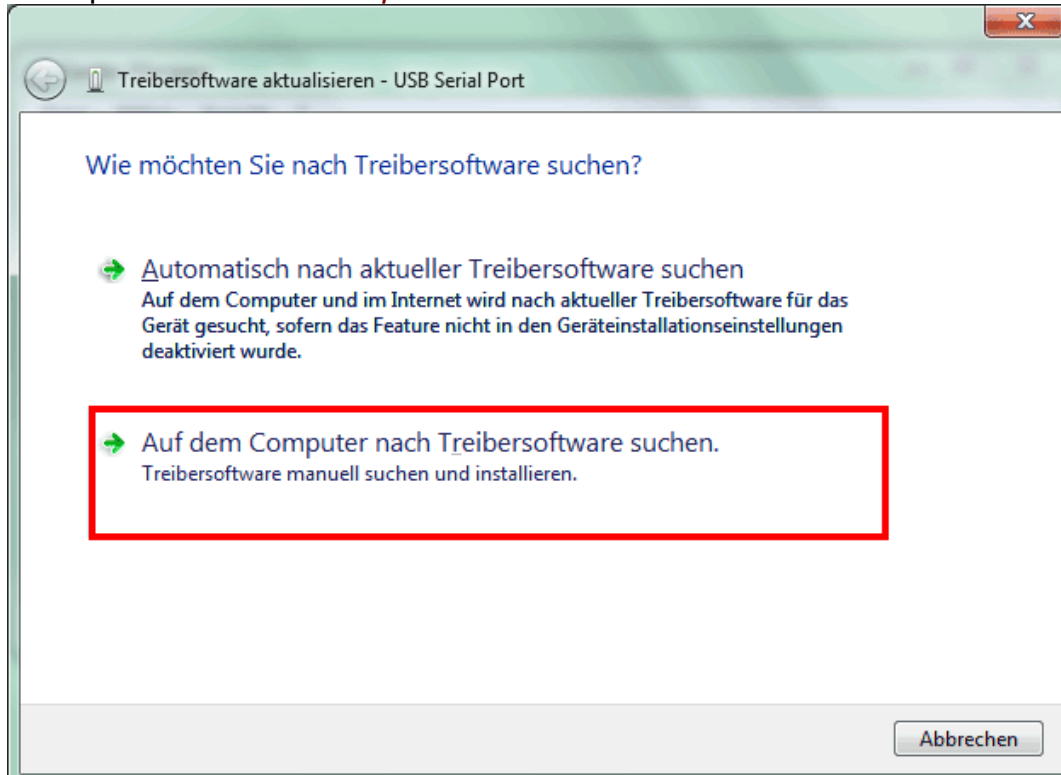 Treibersoftware aktualisieren - USB Serial Port
Wie möchten Sie nach Treibersoftware suchen?
Automatisch nach aktueller Treibersoftware suchen
Auf dem Computer und im Internet wird nach aktueller Treibersoftware für das
Gerät gesucht, sofern das Feature nicht in den Geräteinstallationseinstellungen
deaktiviert wurde.
Auf dem Computer nach Treibersoftware suchen.
Treibersoftware manuell suchen und installieren.
Abbrechen